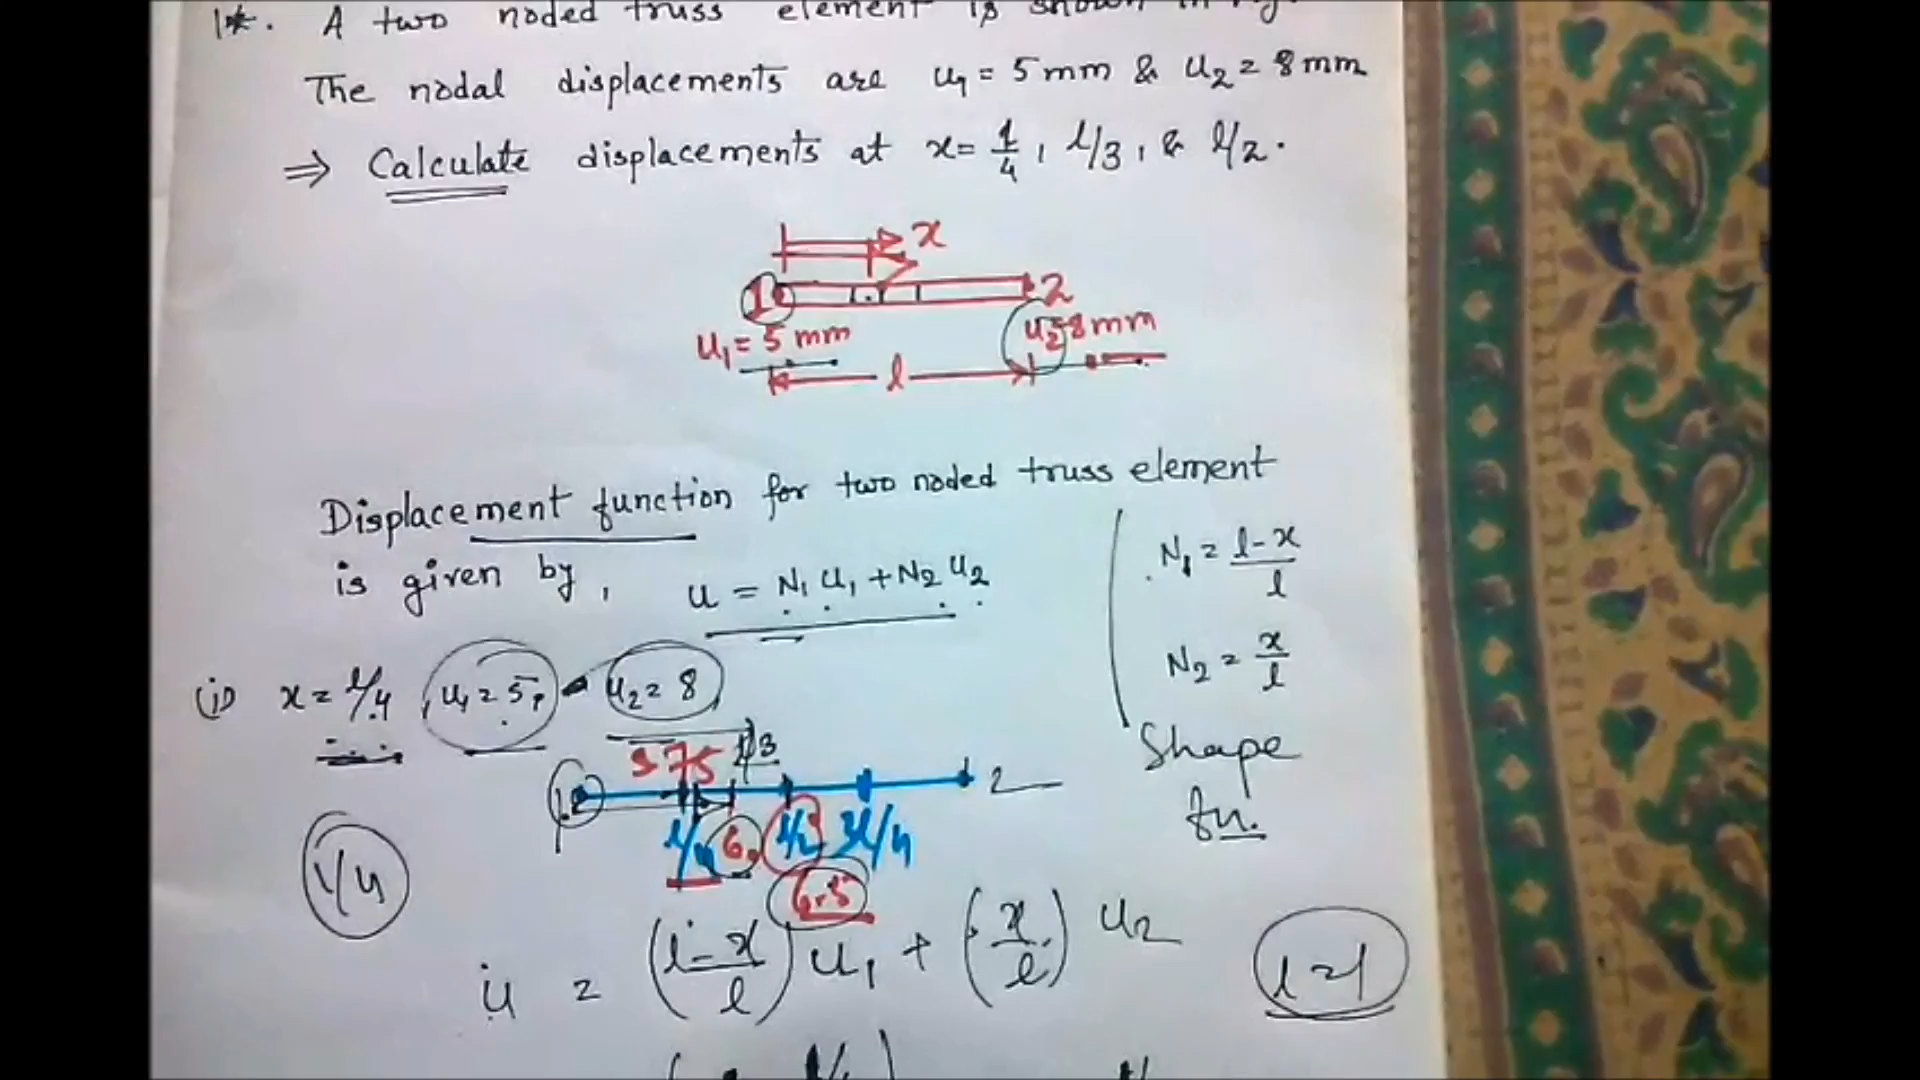 1*. A two noded truss element is shown in
The nodal displacements are u1 = 5 mm & u2 = 8 mm
⇒ Calculate displacements at x = l/4, l/3, & l/2.
x
1 2
u1 = 5 mm u2 = 8 mm
l
Displacement function for two noded truss element
is given by, u = N1 u1 + N2 u2
N1 = (l-x)/l
N2 = x/l
Shape fn.
(i) x = l/4, u1 = 5, u2 = 8
5.75 l/3
1 2
l/4 6. l/2 3l/4
1/4
6.5
u = ((l-x)/l) u1 + (x/l) u2
l=1